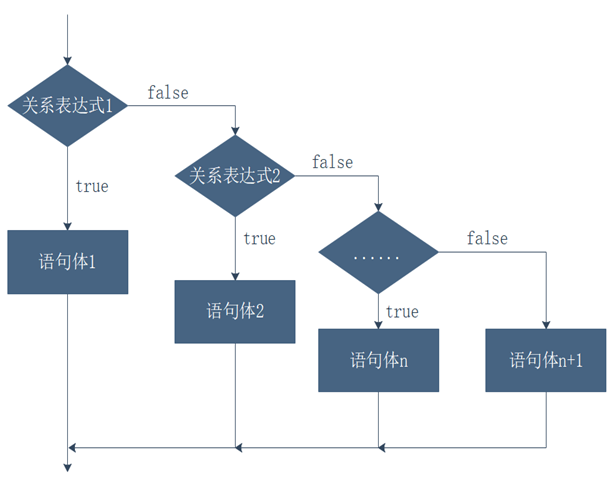 关系表达式1
false
true
关系表达式2
false
true
语句体1
......
false
true
语句体2
语句体n
语句体n+1